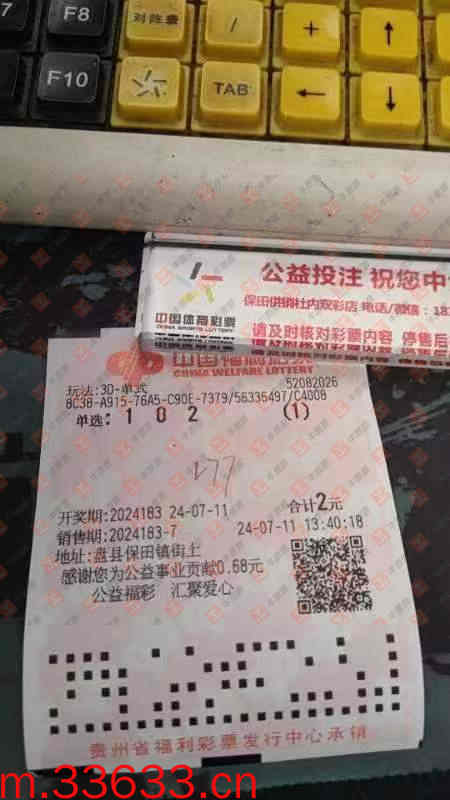 7
F8
对阵表
/
+
↑
F10
TAB
←
↓
公益投注 祝您中
中国体育彩票
CHINA SPORTS LOTTERY
保田供销社内双彩店 电话/微信:18
请及时核对彩票内容 停售后
中国福利彩票
CHINA WELFARE LOTTERY
玩法:3D-单式
52082026
8C38-A915-76A5-C90E-7379/56336497/C4008
单选: 1 0 2 (1)
177
开奖期:2024183 24-07-11 合计2元
销售期:2024183-7 24-07-11 13:40:18
地址:盘县保田镇街上
感谢您为公益事业贡献0.68元
公益福彩 汇聚爱心
贵州省福利彩票发行中心承销
m.33633.cn